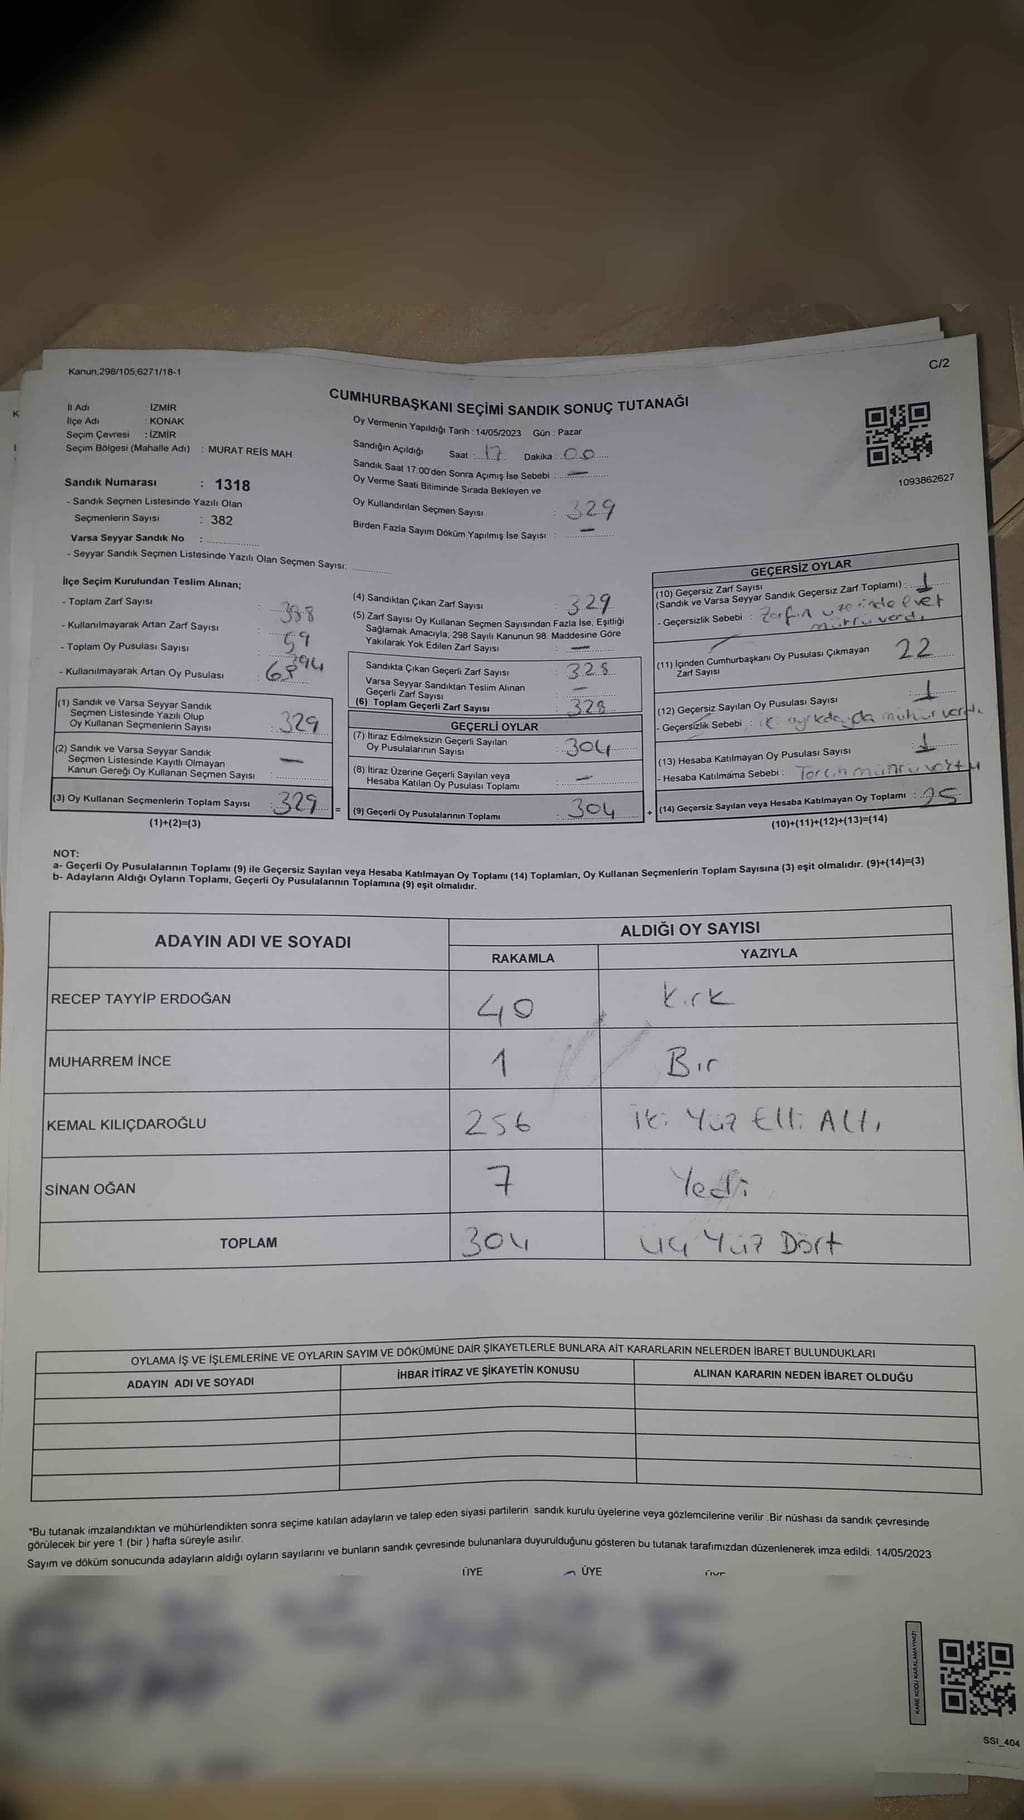 Kanun,298/105,6271/18-1
C/2
CUMHURBAŞKANI SEÇİMİ SANDIK SONUÇ TUTANAĞI
İl Adı : İZMİR
İlçe Adı : KONAK
Seçim Çevresi : İZMİR
Seçim Bölgesi (Mahalle Adı) : MURAT REİS MAH.
Sandık Numarası : 1318
- Sandık Seçmen Listesinde Yazılı Olan
Seçmenlerin Sayısı : 382
Varsa Seyyar Sandık No :
- Seyyar Sandık Seçmen Listesinde Yazılı Olan Seçmen Sayısı:
Oy Vermenin Yapıldığı Tarih : 14/05/2023 Gün : Pazar
Sandığın Açıldığı Saat : 17 Dakika : 00
Sandık Saat 17:00'den Sonra Açımış İse Sebebi : —
Oy Verme Saati Bitiminde Sırada Bekleyen ve
Oy Kullandırılan Seçmen Sayısı : 329
Birden Fazla Sayım Döküm Yapılmış İse Sayısı : —
1093862627
İlçe Seçim Kurulundan Teslim Alınan;
- Toplam Zarf Sayısı : 388
- Kullanılmayarak Artan Zarf Sayısı : 59
- Toplam Oy Pusulası Sayısı : 394
- Kullanılmayarak Artan Oy Pusulası
(1) Sandık ve Varsa Seyyar Sandık
Seçmen Listesinde Yazılı Olup
Oy Kullanan Seçmenlerin Sayısı : 329
(2) Sandık ve Varsa Seyyar Sandık
Seçmen Listesinde Kayıtlı Olmayan
Kanun Gereği Oy Kullanan Seçmen Sayısı : —
(3) Oy Kullanan Seçmenlerin Toplam Sayısı : 329 =
(1)+(2)=(3)
(4) Sandıktan Çıkan Zarf Sayısı : 329
(5) Zarf Sayısı Oy Kullanan Seçmen Sayısından Fazla İse, Eşitliği
Sağlamak Amacıyla, 298 Sayılı Kanunun 98. Maddesine Göre
Yakılarak Yok Edilen Zarf Sayısı : —
Sandıkta Çıkan Geçerli Zarf Sayısı : 328
Varsa Seyyar Sandıktan Teslim Alınan
Geçerli Zarf Sayısı : —
(6) Toplam Geçerli Zarf Sayısı : 328
GEÇERLİ OYLAR
(7) İtiraz Edilmeksizin Geçerli Sayılan
Oy Pusulalarının Sayısı : 304
(8) İtiraz Üzerine Geçerli Sayılan veya
Hesaba Katılan Oy Pusulası Toplamı : —
(9) Geçerli Oy Pusulalarının Toplamı : 304 +
GEÇERSİZ OYLAR
(10) Geçersiz Zarf Sayısı
(Sandık ve Varsa Seyyar Sandık Geçersiz Zarf Toplamı) : 1
- Geçersizlik Sebebi : Zarfın üzerinde Evet
mührü vardı
(11) İçinden Cumhurbaşkanı Oy Pusulası Çıkmayan
Zarf Sayısı 22
(12) Geçersiz Sayılan Oy Pusulası Sayısı 1
- Geçersizlik Sebebi : iki adayda da mühür vardı
(13) Hesaba Katılmayan Oy Pusulası Sayısı 1
- Hesaba Katılmama Sebebi : Tercih mührü yoktu
(14) Geçersiz Sayılan veya Hesaba Katılmayan Oy Toplamı : 25
(10)+(11)+(12)+(13)=(14)
NOT:
a- Geçerli Oy Pusulalarının Toplamı (9) ile Geçersiz Sayılan veya Hesaba Katılmayan Oy Toplamı (14) Toplamları, Oy Kullanan Seçmenlerin Toplam Sayısına (3) eşit olmalıdır. (9)+(14)=(3)
b- Adayların Aldığı Oyların Toplamı, Geçerli Oy Pusulalarının Toplamına (9) eşit olmalıdır.
ADAYIN ADI VE SOYADI
ALDIĞI OY SAYISI
RAKAMLA YAZIYLA
RECEP TAYYİP ERDOĞAN 40 Kırk
MUHARREM İNCE 1 Bir
KEMAL KILIÇDAROĞLU 256 İki Yüz Elli Altı
SİNAN OĞAN 7 Yedi
TOPLAM 304 Üç Yüz Dört
OYLAMA İŞ VE İŞLEMLERİNE VE OYLARIN SAYIM VE DÖKÜMÜNE DAİR ŞİKAYETLERLE BUNLARA AİT KARARLARIN NELERDEN İBARET BULUNDUKLARI
ADAYIN ADI VE SOYADI İHBAR İTİRAZ VE ŞİKAYETİN KONUSU ALINAN KARARIN NEDEN İBARET OLDUĞU
*Bu tutanak imzalandıktan ve mühürlendikten sonra seçime katılan adayların ve talep eden siyasi partilerin sandık kurulu üyelerine veya gözlemcilerine verilir .Bir nüshası da sandık çevresinde
görülecek bir yere 1 (bir ) hafta süreyle asılır.
Sayım ve döküm sonucunda adayların aldığı oyların sayılarını ve bunların sandık çevresinde bulunanlara duyurulduğunu gösteren bu tutanak tarafımızdan düzenlenerek imza edildi. 14/05/2023
ÜYE ÜYE
KARE KODU KARALAMAYINIZ!
SSI_404